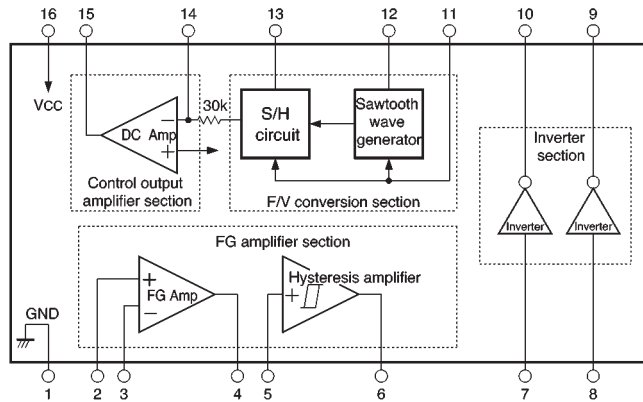 16 15 14 13 12 11 10 9
VCC
DC Amp
−
+
30k
S/H
circuit
Sawtooth
wave
generator
Inverter
section
Control output
amplifier section
F/V conversion section
Inverter
Inverter
FG amplifier section
+
FG Amp
−
Hysteresis amplifier
+
GND
1 2 3 4 5 6 7 8